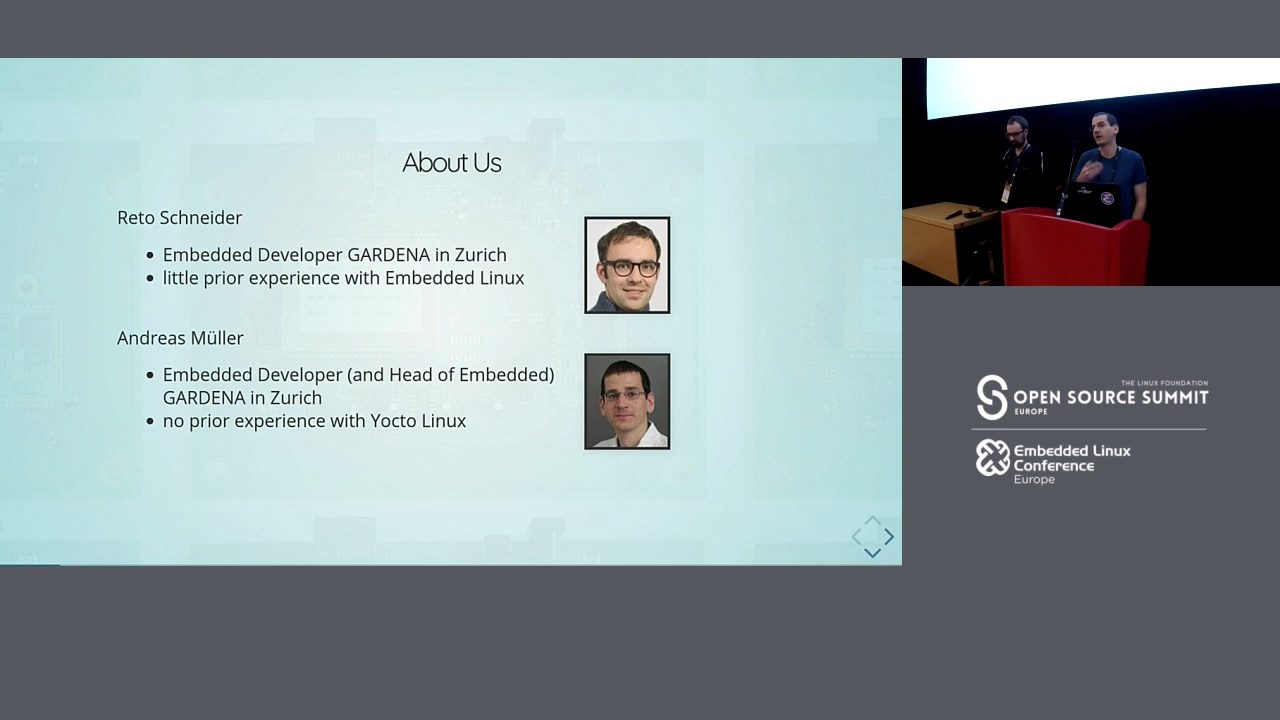 About Us
Reto Schneider
Embedded Developer GARDENA in Zurich
little prior experience with Embedded Linux
Andreas Müller
Embedded Developer (and Head of Embedded)
GARDENA in Zurich
no prior experience with Yocto Linux
THE LINUX FOUNDATION
OPEN SOURCE SUMMIT
EUROPE
Embedded Linux
Conference
Europe